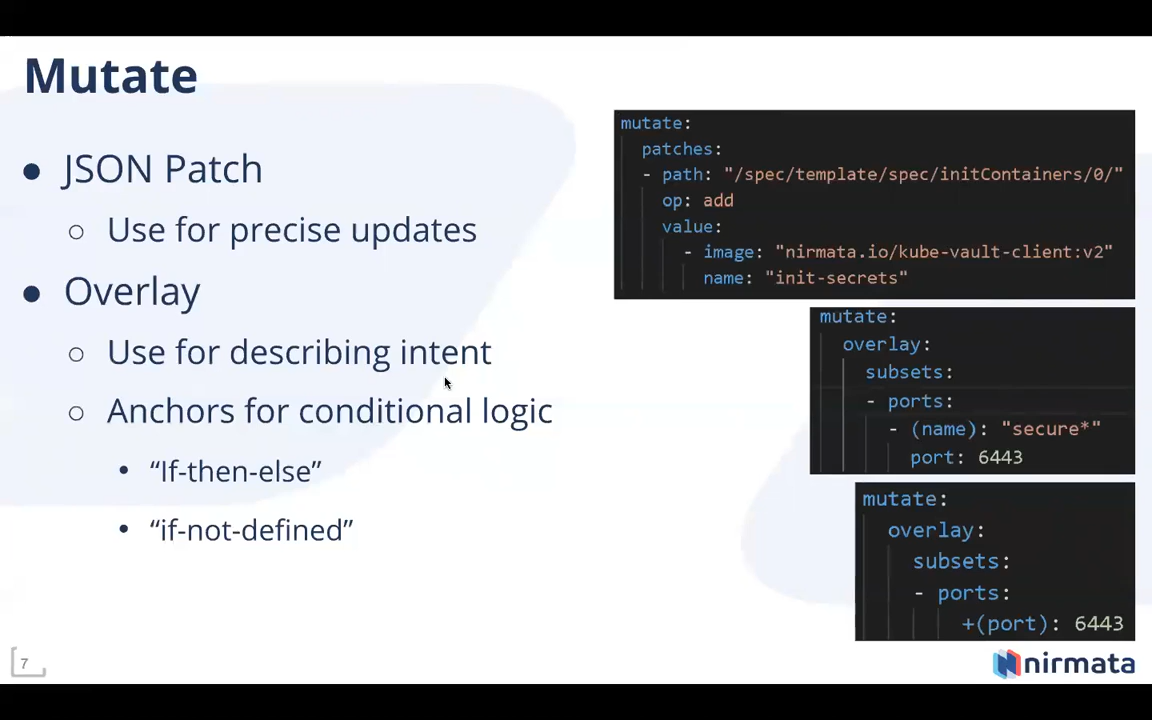 Mutate
● JSON Patch
○ Use for precise updates
● Overlay
○ Use for describing intent
○ Anchors for conditional logic
• “If-then-else”
• “if-not-defined”
mutate:
patches:
- path: "/spec/template/spec/initContainers/0/"
op: add
value:
- image: "nirmata.io/kube-vault-client:v2"
name: "init-secrets"
mutate:
overlay:
subsets:
- ports:
- (name): "secure*"
port: 6443
mutate:
overlay:
subsets:
- ports:
+(port): 6443
7
nirmata